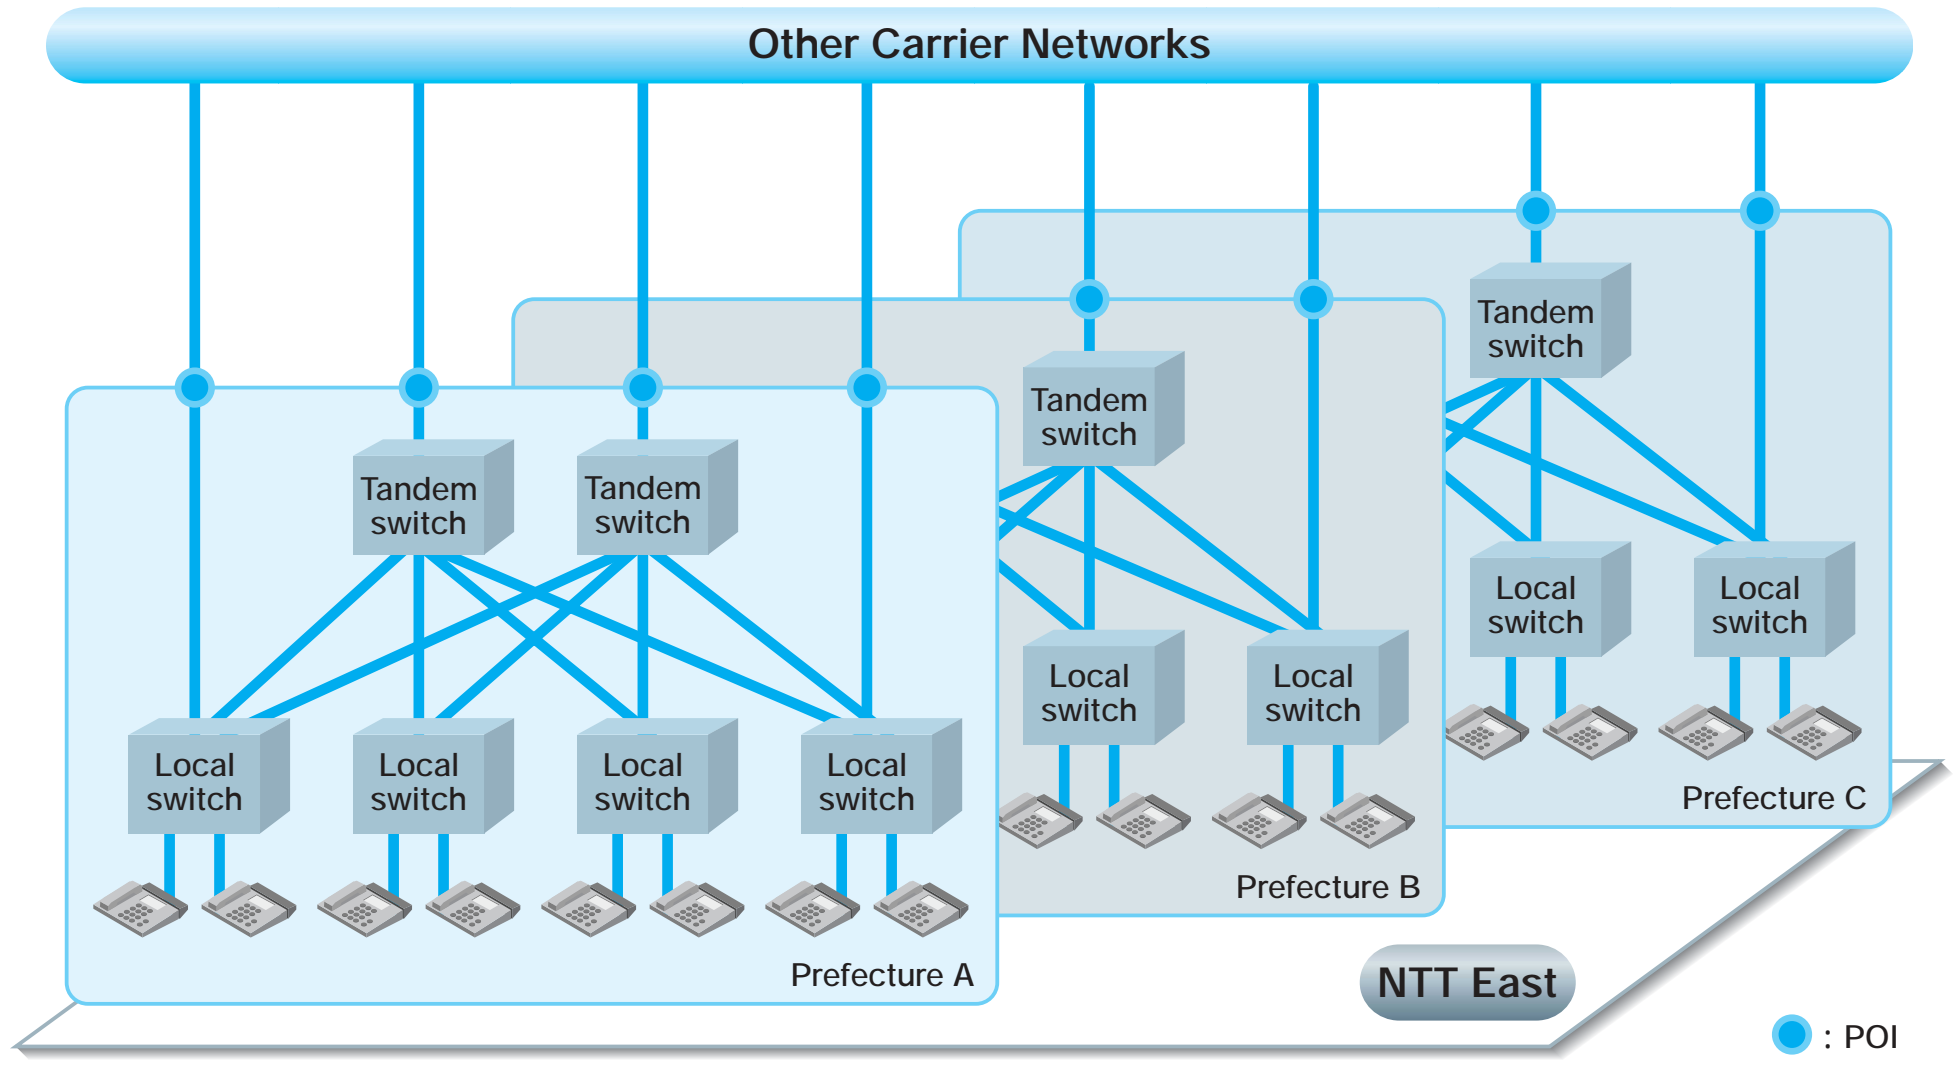 Other Carrier Networks
Tandem
switch
Tandem
switch
Local
switch
Local
switch
Local
switch
Local
switch
Prefecture A
Tandem
switch
Local
switch
Local
switch
Prefecture B
Tandem
switch
Local
switch
Local
switch
Prefecture C
NTT East
: POI